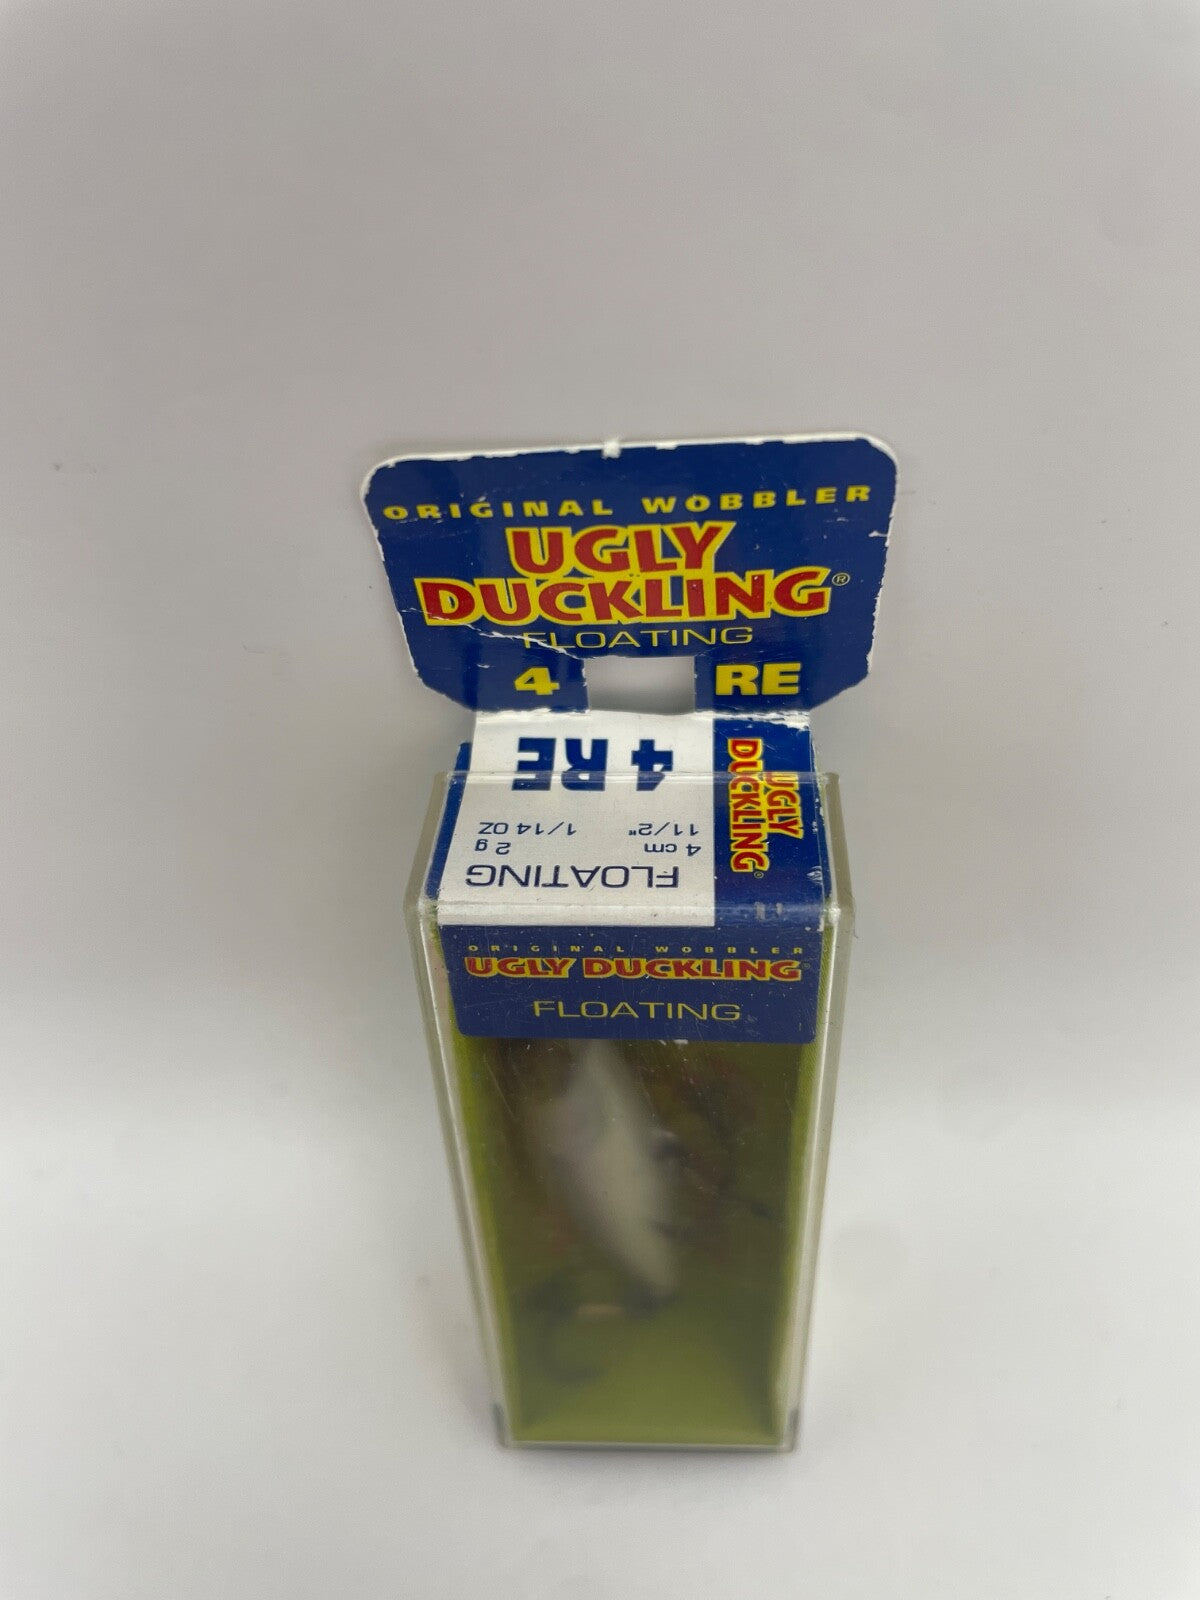 ORIGINAL WOBBLER
UGLY
DUCKLING®
FLOATING
4 RE
4 RE
11/2" 1/14 OZ
4 cm 2 g
FLOATING
UGLY
DUCKLING®
ORIGINAL WOBBLER
UGLY DUCKLING
FLOATING